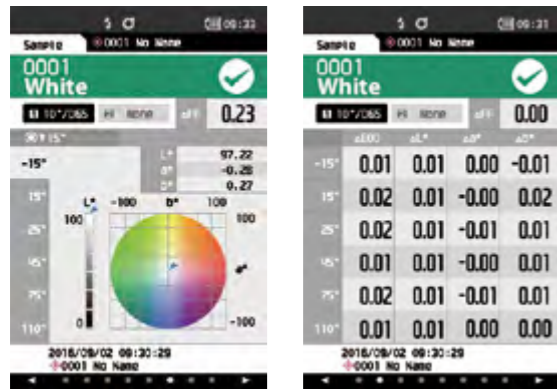 09:33
Sample 0001 No Name
0001
White
10°/D65 None ΔFF 0.23
-15°
L* 97.22
a* -0.28
b* 0.27
L* -100 b* 100
100 100
a*
0 -100
15°
25°
45°
75°
110°
2018/09/02 09:30:29
0001 No Name
09:31
Sample 0001 No Name
0001
White
10°/D65 None ΔFF 0.00
ΔE00 ΔL* Δa* Δb*
-15° 0.01 0.01 0.00 -0.01
15° 0.02 0.01 -0.00 0.02
25° 0.02 0.01 -0.01 0.01
45° 0.01 0.01 -0.00 0.01
75° 0.02 0.01 -0.01 0.01
110° 0.01 0.01 0.00 0.00
2018/09/02 09:30:29
0001 No Name